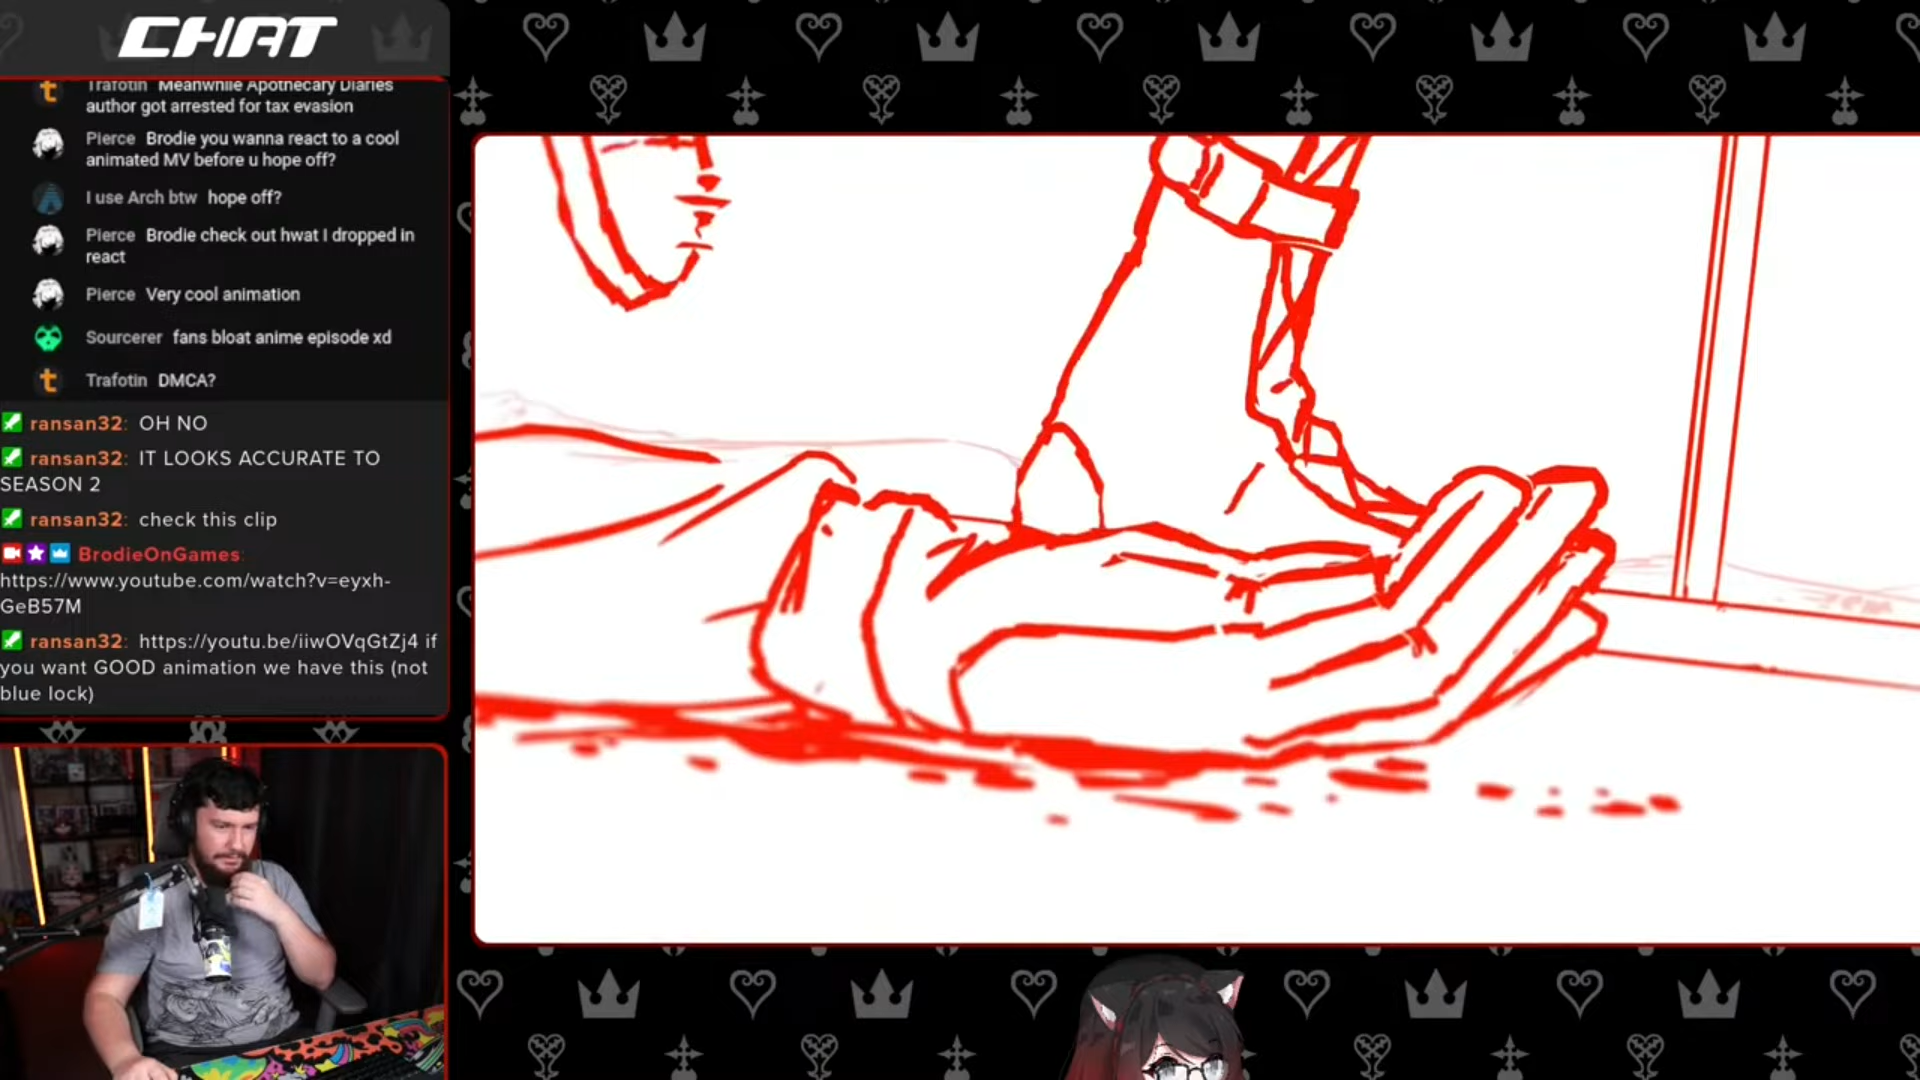 CHAT
Trafotin Meanwhile Apothecary Diaries
author got arrested for tax evasion
Pierce Brodie you wanna react to a cool
animated MV before u hope off?
I use Arch btw hope off?
Pierce Brodie check out hwat I dropped in
react
Pierce Very cool animation
Sourcerer fans bloat anime episode xd
Trafotin DMCA?
ransan32: OH NO
ransan32: IT LOOKS ACCURATE TO
SEASON 2
ransan32: check this clip
BrodieOnGames:
https://www.youtube.com/watch?v=eyxh-
GeB57M
ransan32: https://youtu.be/iiwOVqGtZj4 if
you want GOOD animation we have this (not
blue lock)